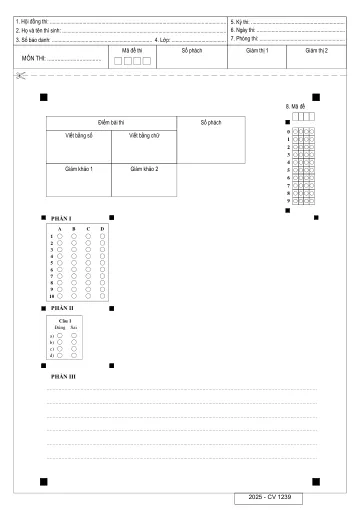 1. Hội đồng thi: ........................ 5. Kỳ thi: ........................
2. Họ và tên thí sinh: ........................ 6. Ngày thi: ........................
3. Số báo danh: ........................ 4. Lớp: ........................ 7. Phòng thi: ........................
MÔN THI: ........................ Mã đề thi Số phách Giám thị 1 Giám thị 2
8. Mã đề
Điểm bài thi Số phách
Viết bằng số Viết bằng chữ
Giám khảo 1 Giám khảo 2
0
1
2
3
4
5
6
7
8
9
PHẦN I
A B C D
1
2
3
4
5
6
7
8
9
10
PHẦN II
Câu 1
Đúng Sai
a)
b)
c)
d)
PHẦN III
2025 - CV 1239